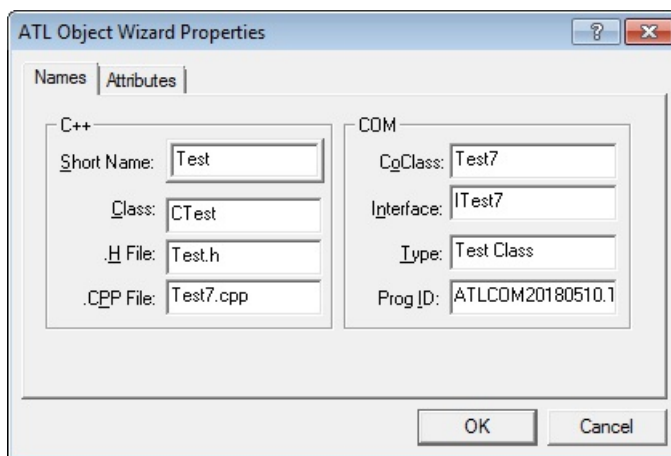 ATL Object Wizard Properties
Names Attributes
C++
Short Name: Test
Class: CTest
.H File: Test.h
.CPP File: Test7.cpp
COM
CoClass: Test7
Interface: ITest7
Type: Test Class
Prog ID: ATLCOM20180510.1
OK Cancel